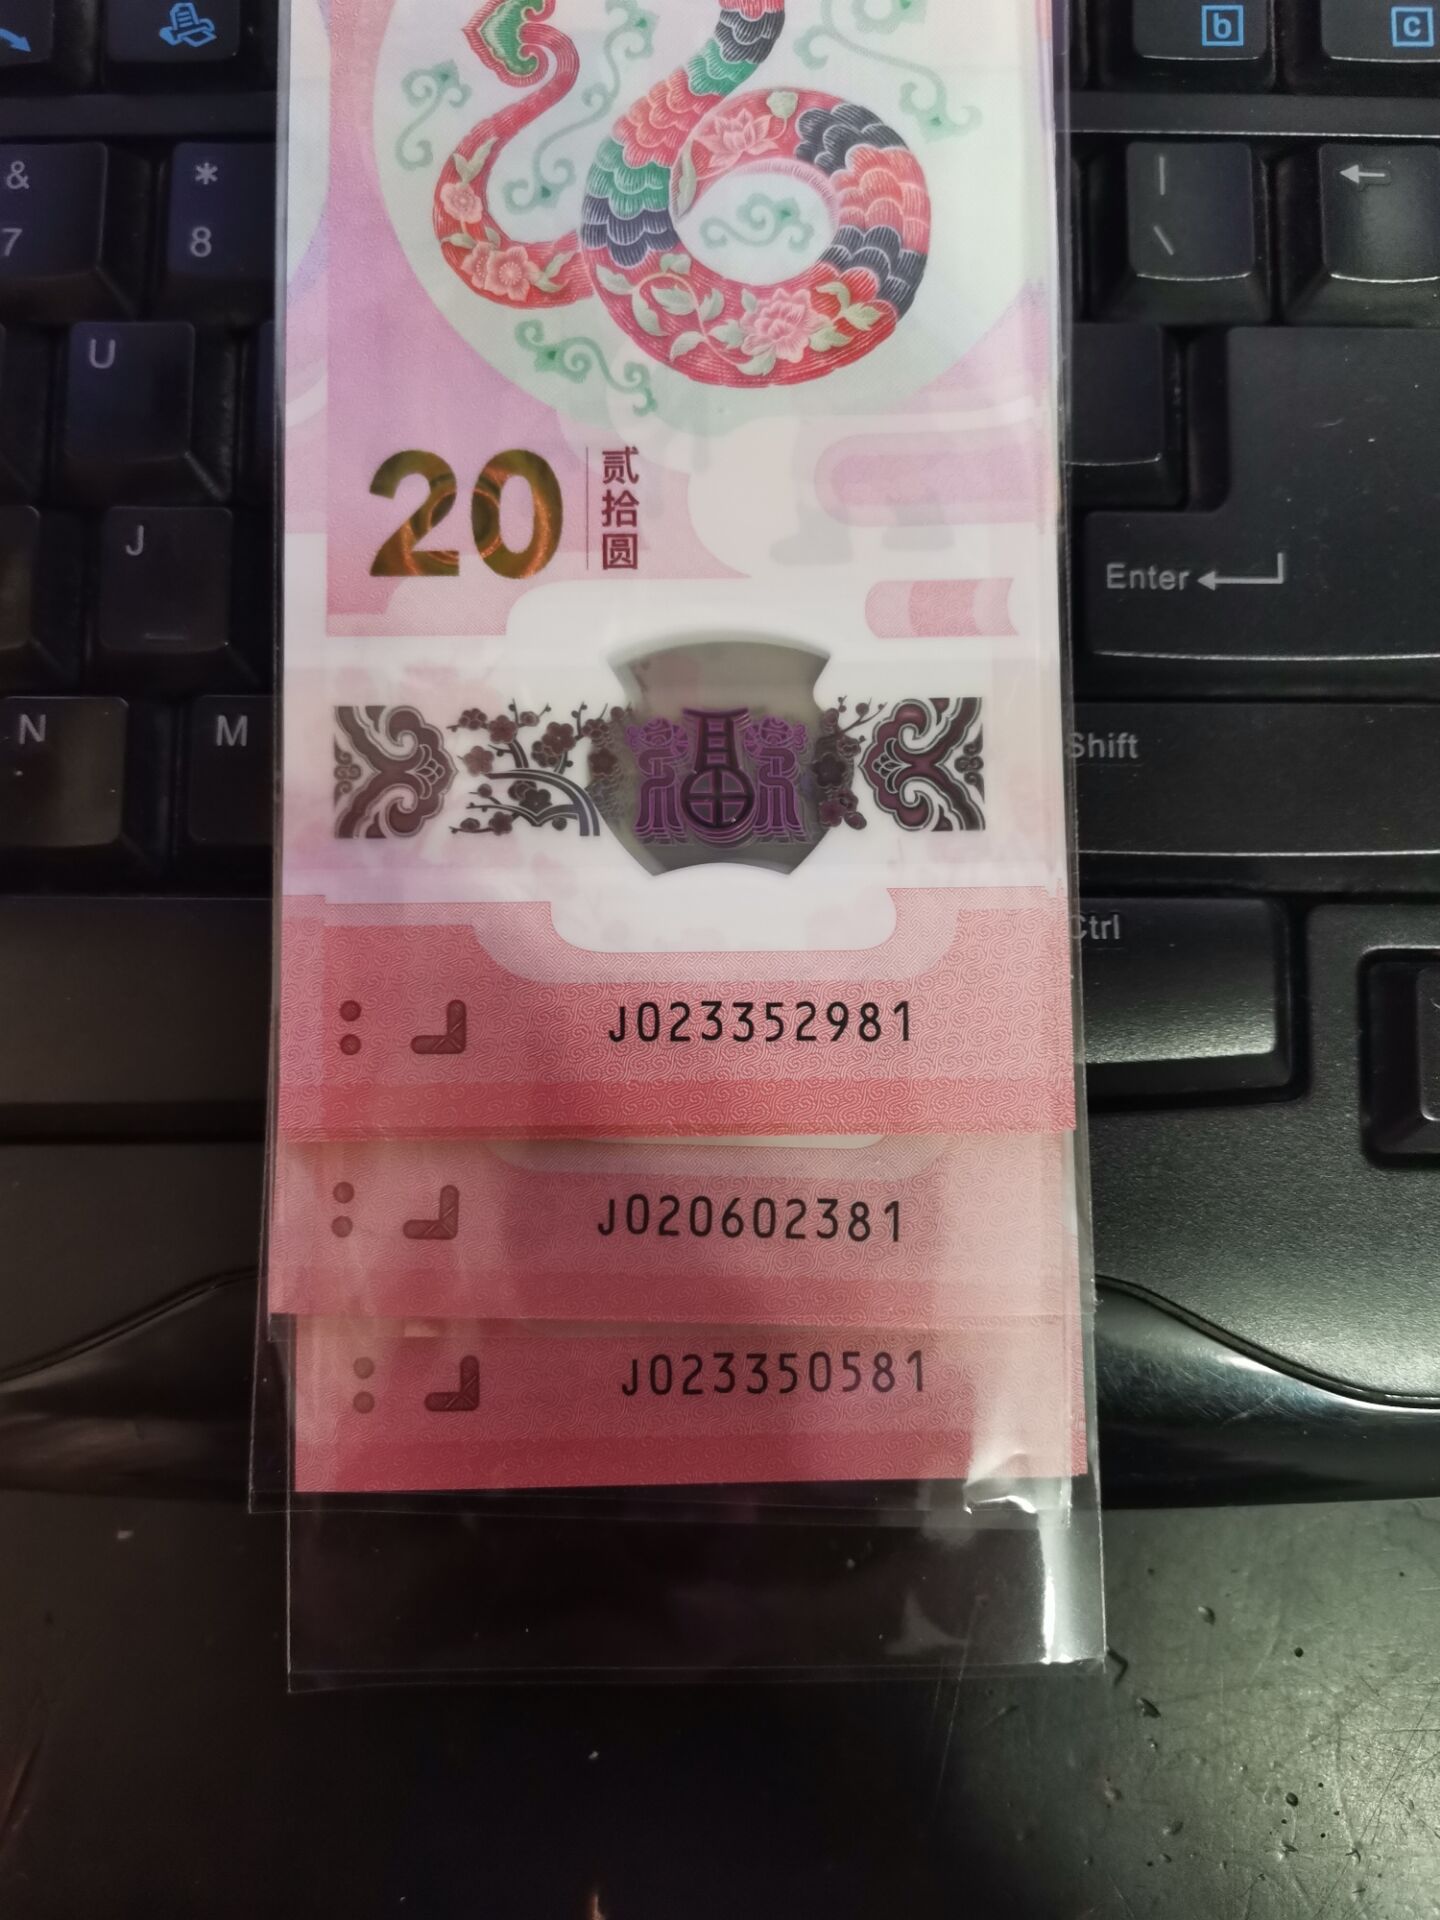 b
c
&
7
*
8
U
20
贰拾圆
J
Enter
N
M
Shift
Ctrl
J023352981
J020602381
J023350581